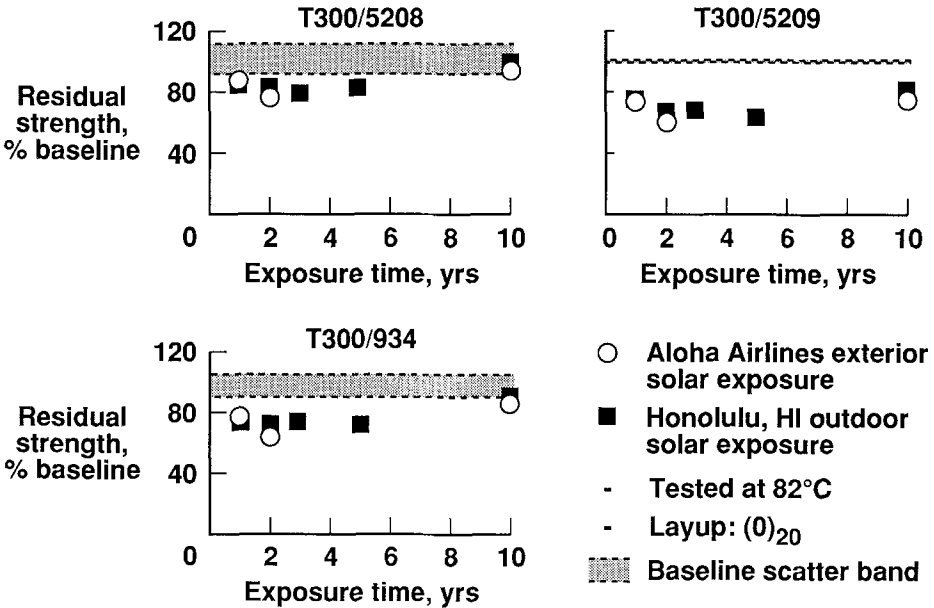 T300/5208
120
80
40
0
2
4
6
8
10
Residual
strength,
% baseline
Exposure time, yrs
T300/5209
0
2
4
6
8
10
Exposure time, yrs
T300/934
120
80
40
0
2
4
6
8
10
Residual
strength,
% baseline
Exposure time, yrs
Aloha Airlines exterior
solar exposure
Honolulu, HI outdoor
solar exposure
- Tested at 82°C
- Layup: (0)20
Baseline scatter band